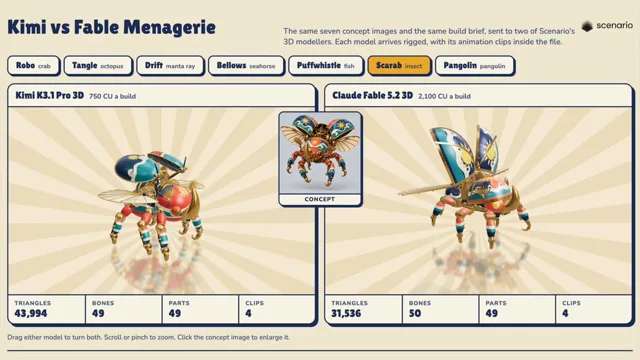 Kimi vs Fable Menagerie
The same seven concept images and the same build brief, sent to two of Scenario's
3D modellers. Each model arrives rigged, with its animation clips inside the file.
scenario
Robo crab
Tangle octopus
Drift manta ray
Bellows seahorse
Puffwhistle fish
Scarab insect
Pangolin pangolin
Kimi K3.1 Pro 3D 750 CU a build
Claude Fable 5.2 3D 2,100 CU a build
CONCEPT
TRIANGLES BONES PARTS CLIPS
43,994 49 49 4
TRIANGLES BONES PARTS CLIPS
31,536 50 49 4
Drag either model to turn both. Scroll or pinch to zoom. Click the concept image to enlarge it.